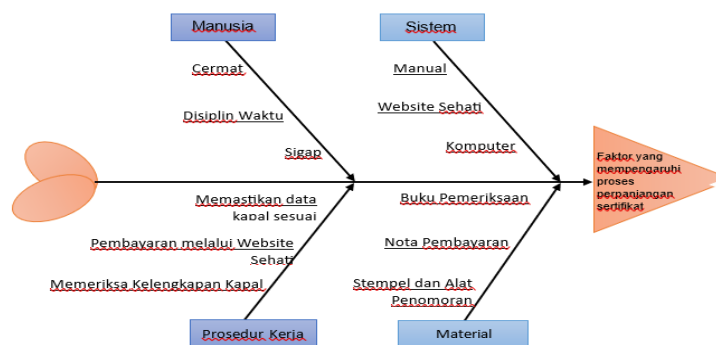 Manusia
Sistem
Cermat
Disiplin Waktu
Sigap
Manual
Website Sehati
Komputer
Faktor yang
mempengaruhi
proses
perpanjangan
sertifikat
Memastikan data
kapal sesuai
Pembayaran melalui Website
Sehati
Memeriksa Kelengkapan Kapal
Buku Pemeriksaan
Nota Pembayaran
Stempel dan Alat
Penomoran
Prosedur Kerja
Material